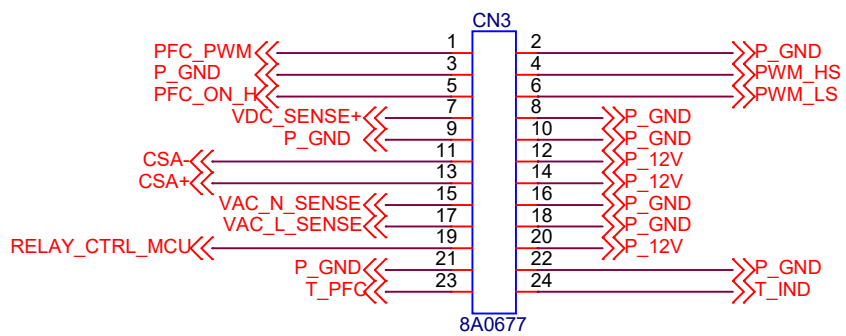 CN3
PFC_PWM 1 2 P_GND
P_GND 3 4 PWM_HS
PFC_ON_H 5 6 PWM_LS
VDC_SENSE+ 7 8 P_GND
P_GND 9 10 P_GND
CSA- 11 12 P_12V
CSA+ 13 14 P_12V
VAC_N_SENSE 15 16 P_GND
VAC_L_SENSE 17 18 P_GND
RELAY_CTRL_MCU 19 20 P_12V
P_GND 21 22 P_GND
T_PFC 23 24 T_IND
8A0677